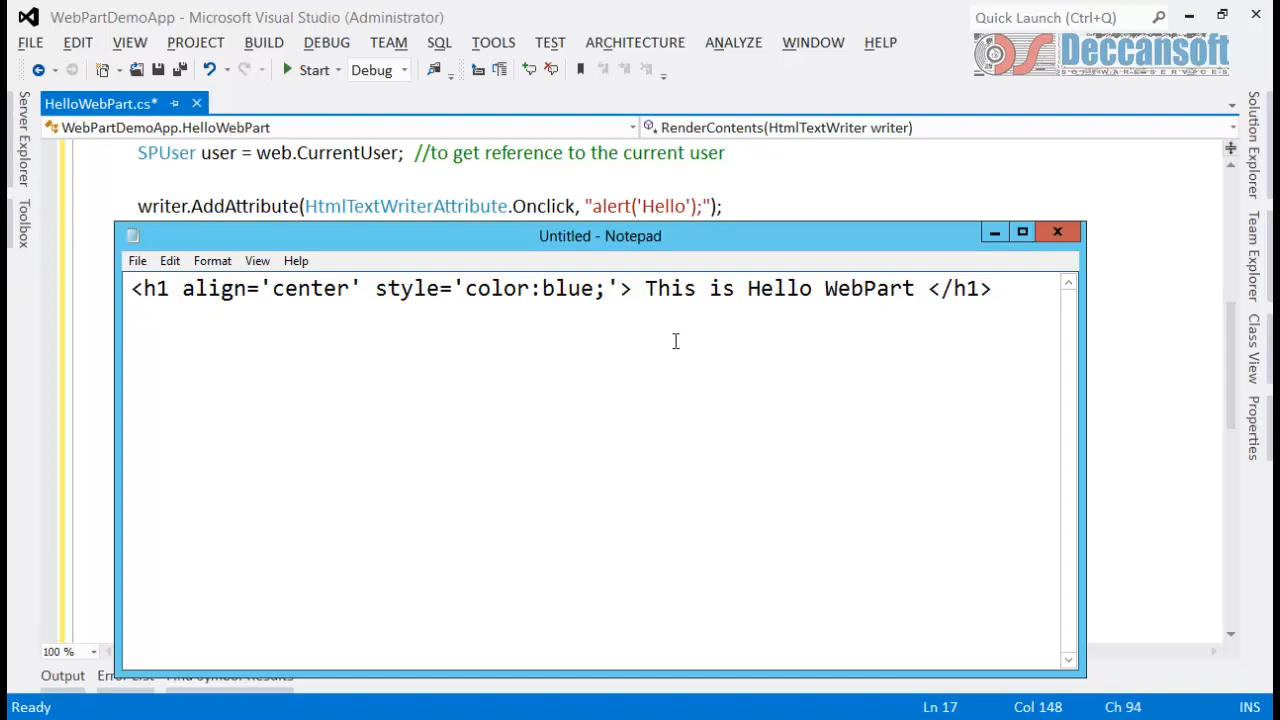 WebPartDemoApp - Microsoft Visual Studio (Administrator)
Quick Launch (Ctrl+Q)
FILE EDIT VIEW PROJECT BUILD DEBUG TEAM SQL TOOLS TEST ARCHITECTURE ANALYZE WINDOW HELP
Deccansoft
SOFTWARE SERVICES
Start Debug
HelloWebPart.cs*
WebPartDemoApp.HelloWebPart
RenderContents(HtmlTextWriter writer)
SPUser user = web.CurrentUser; //to get reference to the current user
writer.AddAttribute(HtmlTextWriterAttribute.Onclick, "alert('Hello');");
Untitled - Notepad
File Edit Format View Help
<h1 align='center' style='color:blue;'> This is Hello WebPart </h1>
Server Explorer
Toolbox
Solution Explorer
Team Explorer
Class View
Properties
100 %
Output
Ready
Ln 17
Col 148
Ch 94
INS